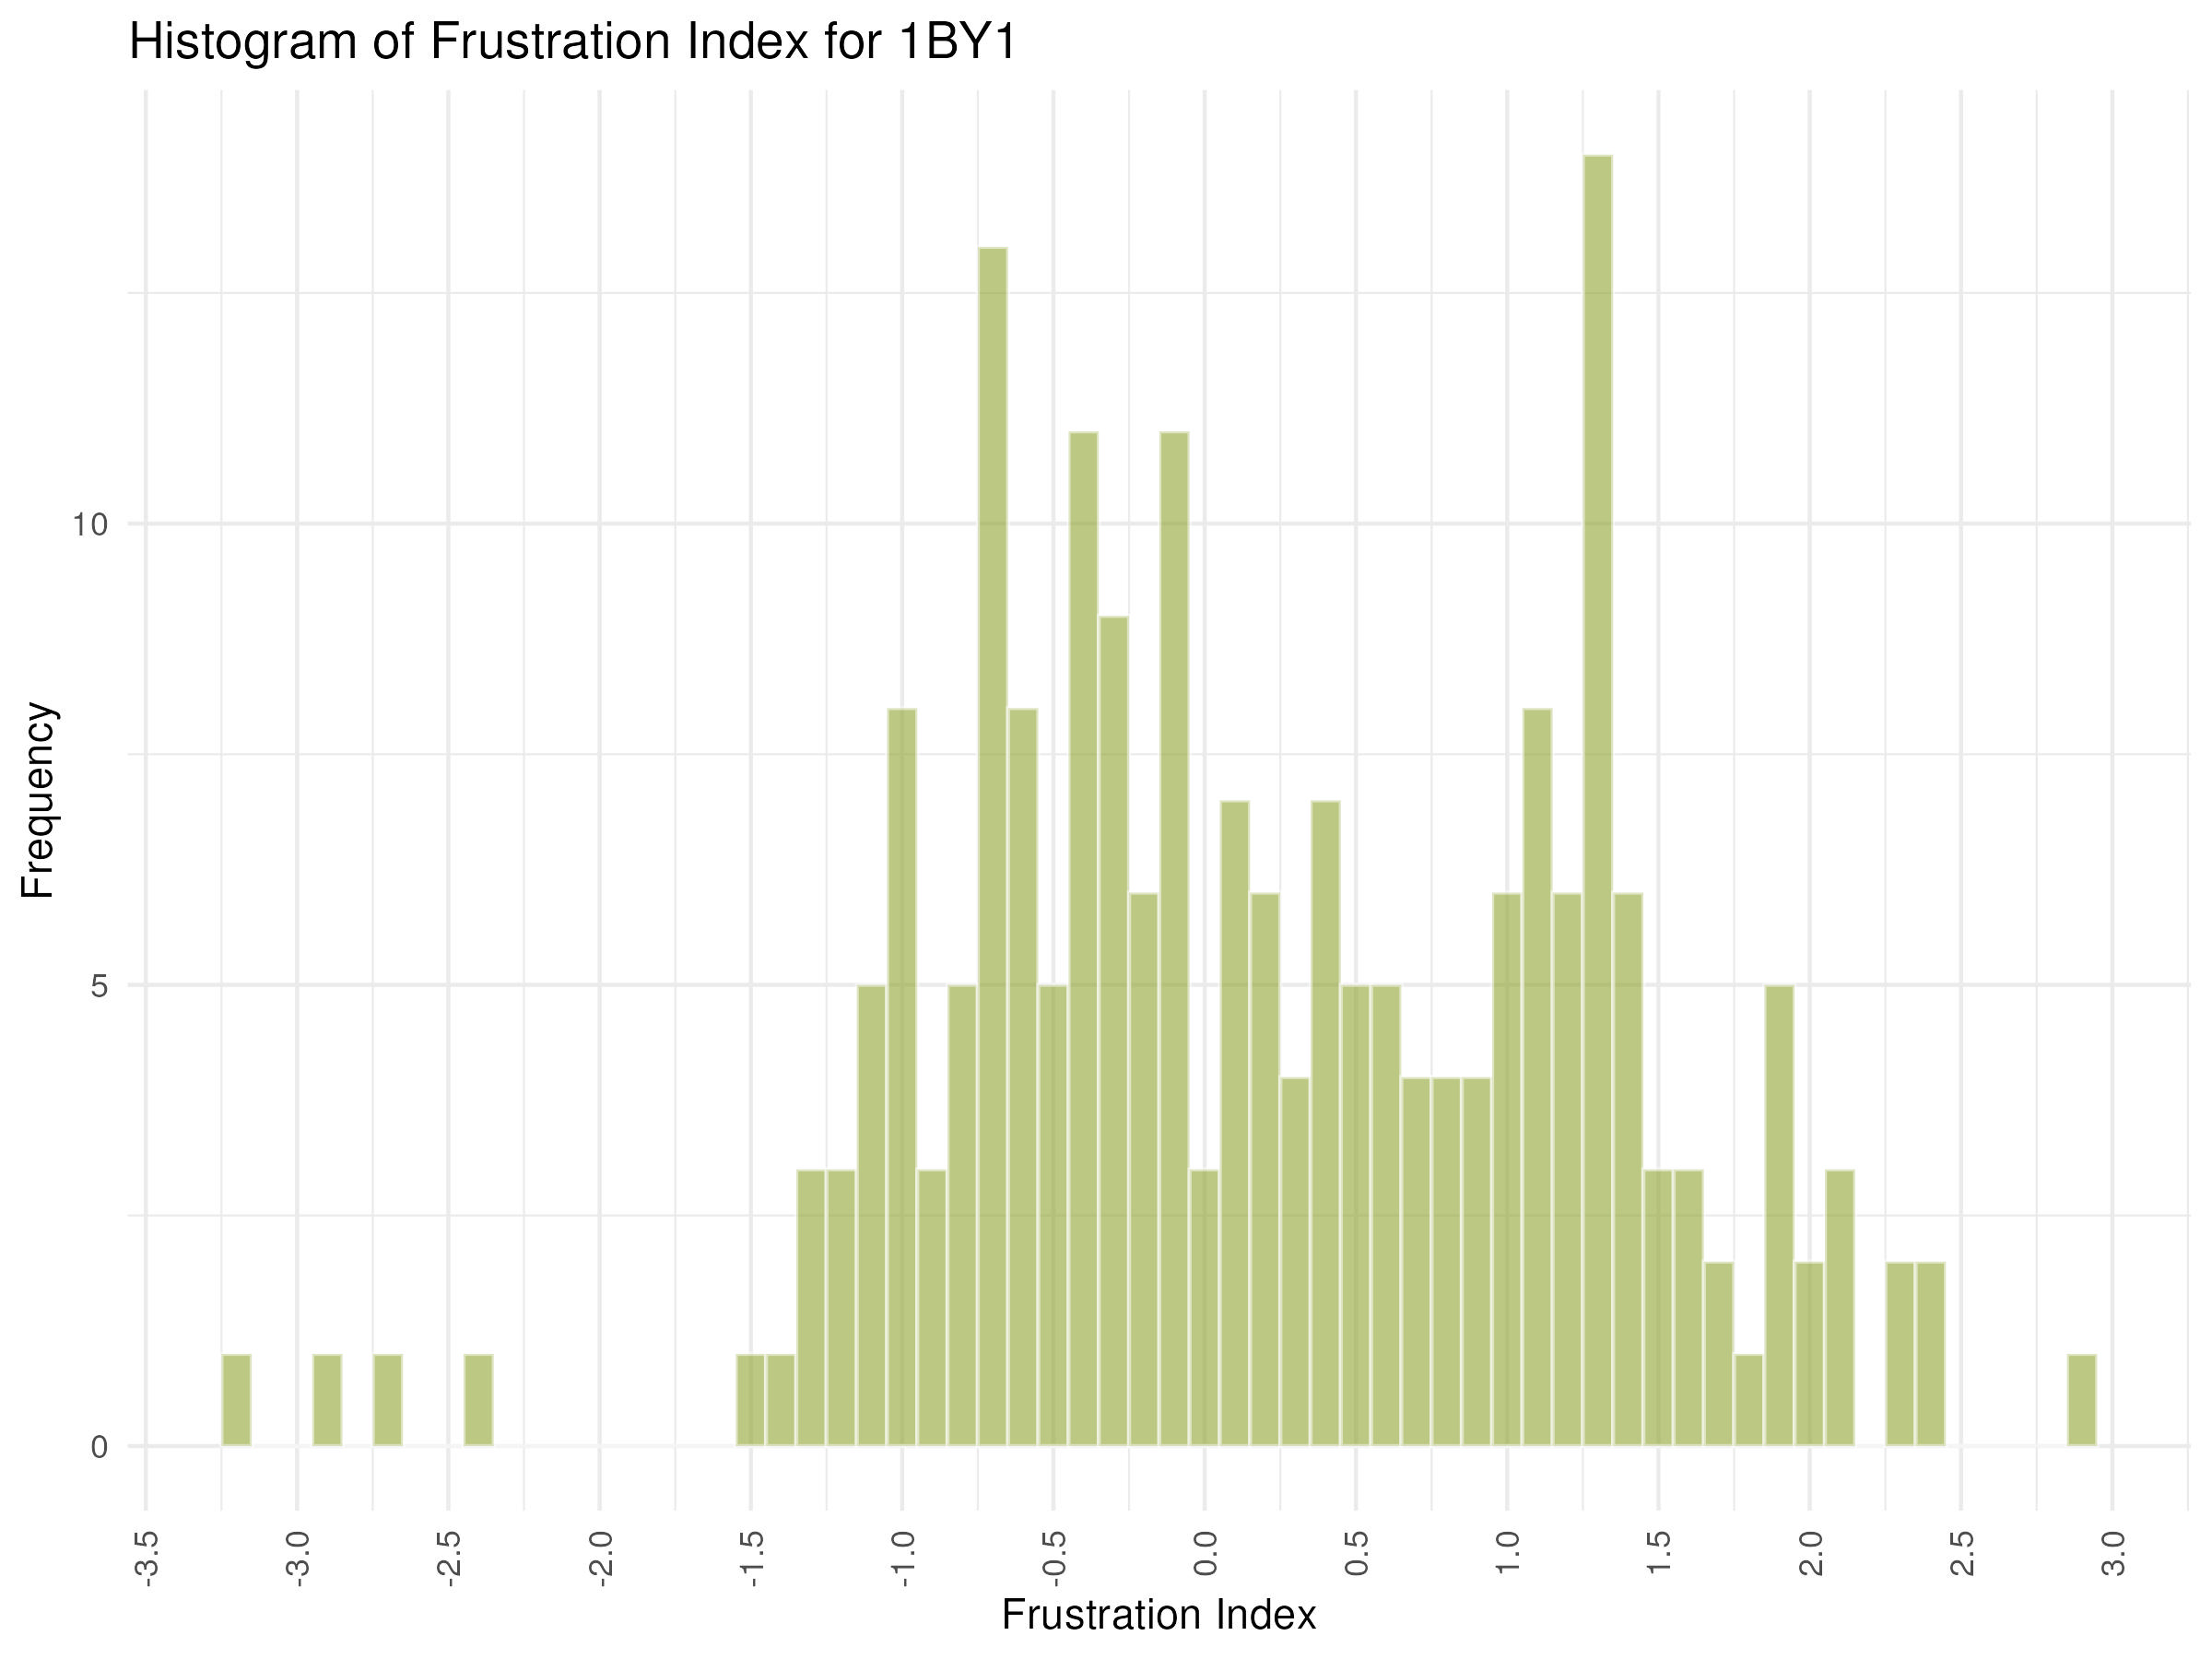 Histogram of Frustration Index for 1BY1
Frequency
10
5
0
-3.5 -3.0 -2.5 -2.0 -1.5 -1.0 -0.5 0.0 0.5 1.0 1.5 2.0 2.5 3.0
Frustration Index